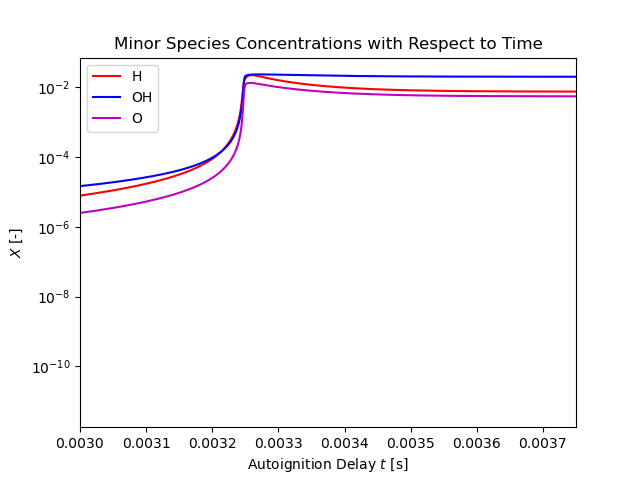 Minor Species Concentrations with Respect to Time
H
OH
O
10⁻²
10⁻⁴
10⁻⁶
10⁻⁸
10⁻¹⁰
X [-]
0.0030 0.0031 0.0032 0.0033 0.0034 0.0035 0.0036 0.0037
Autoignition Delay t [s]